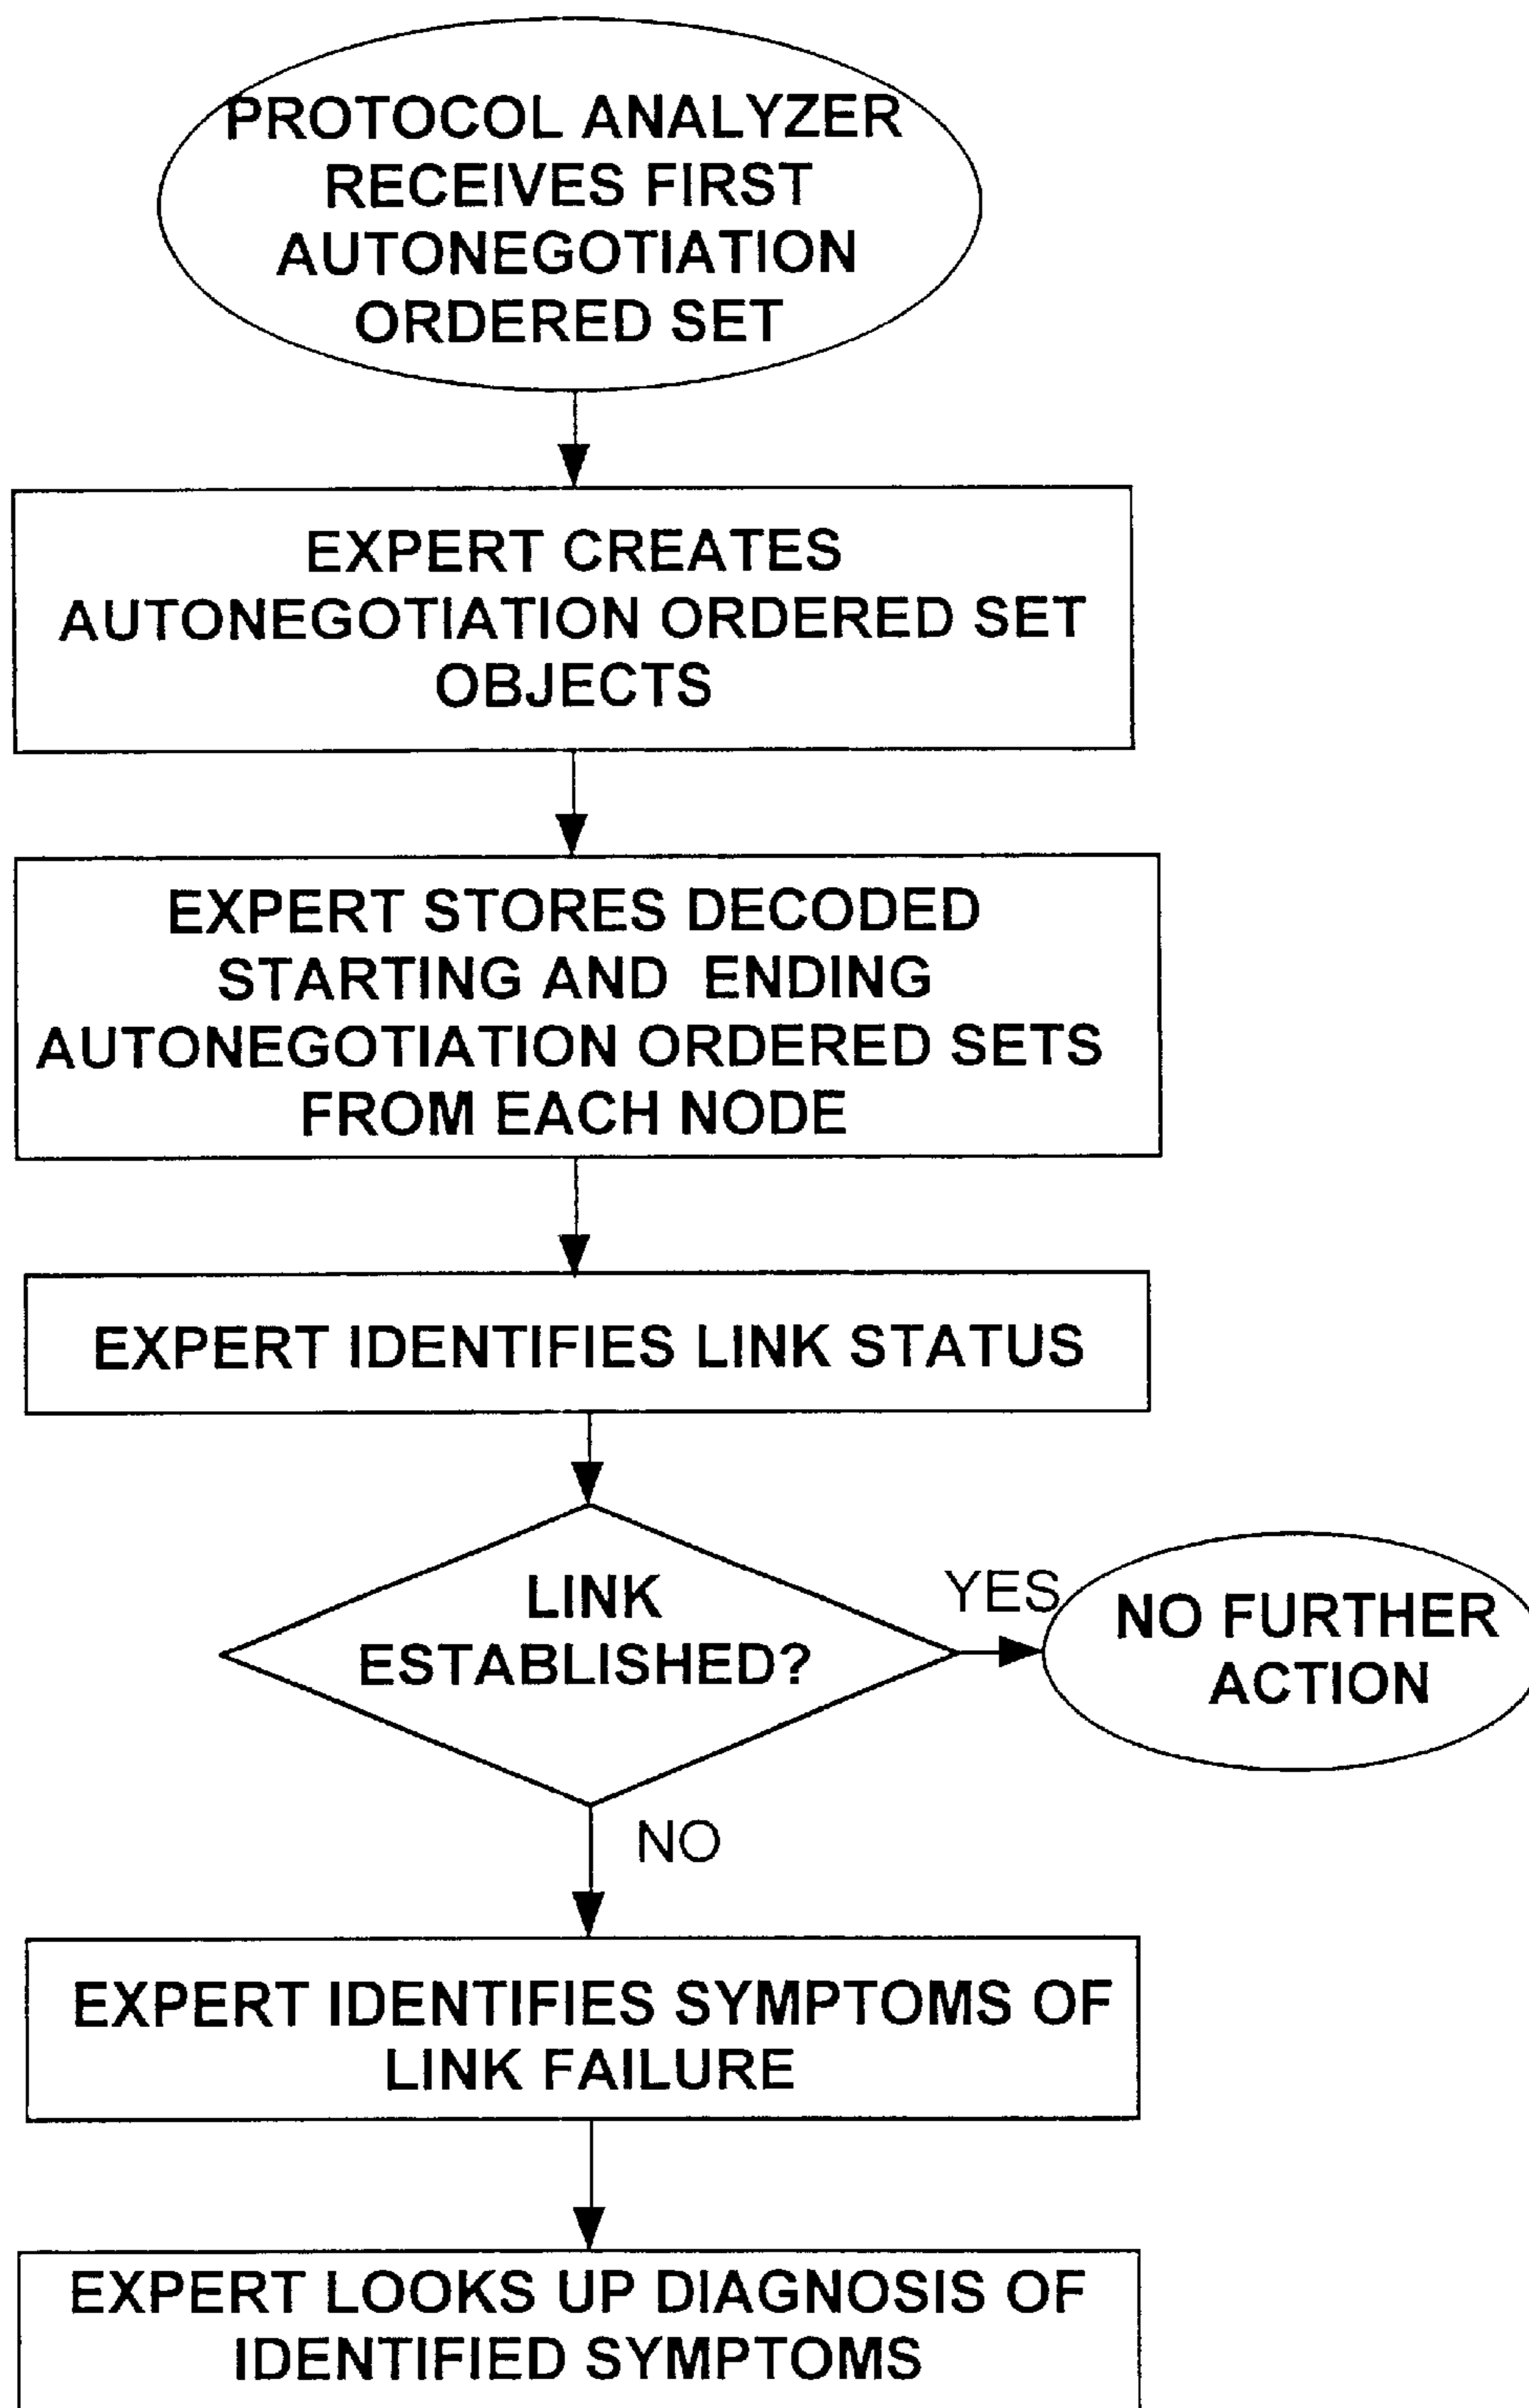 PROTOCOL ANALYZER
RECEIVES FIRST
AUTONEGOTIATION
ORDERED SET
EXPERT CREATES
AUTONEGOTIATION ORDERED SET
OBJECTS
EXPERT STORES DECODED
STARTING AND ENDING
AUTONEGOTIATION ORDERED SETS
FROM EACH NODE
EXPERT IDENTIFIES LINK STATUS
LINK
ESTABLISHED?
YES
NO FURTHER
ACTION
NO
EXPERT IDENTIFIES SYMPTOMS OF
LINK FAILURE
EXPERT LOOKS UP DIAGNOSIS OF
IDENTIFIED SYMPTOMS